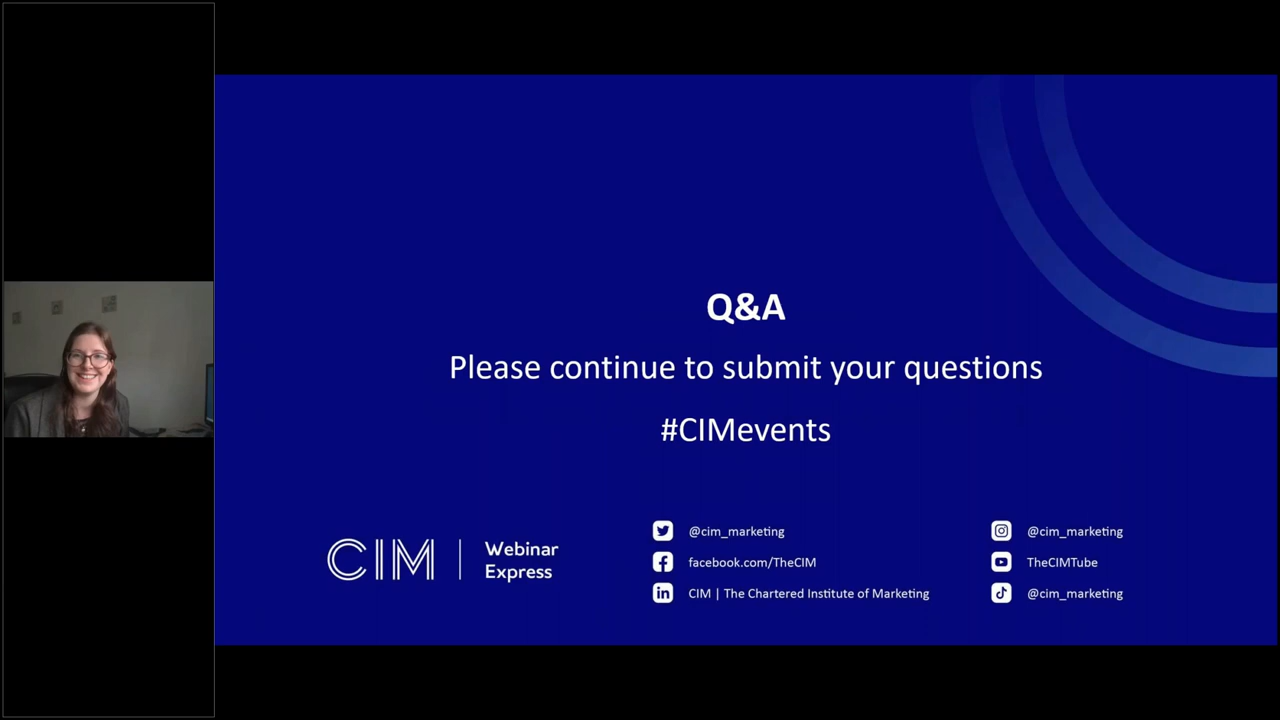 Q&A
Please continue to submit your questions
#CIMevents
CIM | Webinar Express
@cim_marketing
facebook.com/TheCIM
CIM | The Chartered Institute of Marketing
@cim_marketing
TheCIMTube
@cim_marketing